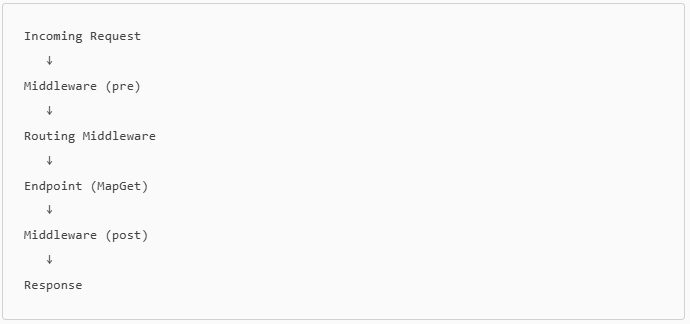 Incoming Request
↓
Middleware (pre)
↓
Routing Middleware
↓
Endpoint (MapGet)
↓
Middleware (post)
↓
Response